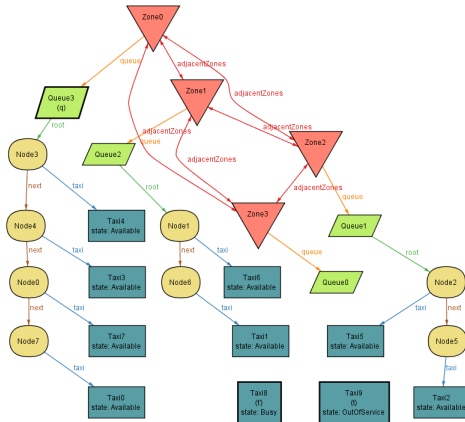 Zone0
queue
adjacentZones
adjacentZones
Zone1
Queue3
(q)
root
adjacentZones
adjacentZones
queue
adjacentZones
Zone2
Node3
Queue2
adjacentZones
root
adjacentZones
queue
next
taxi
Zone3
Node4
Taxi4
state: Available
Node1
Queue1
queue
next
taxi
next
taxi
root
Node0
Taxi3
state: Available
Node6
Taxi6
state: Available
Queue0
Node2
next
taxi
taxi
taxi
next
Node7
Taxi7
state: Available
Taxi1
state: Available
Taxi5
state: Available
Node5
taxi
taxi
Taxi0
state: Available
Taxi8
(f')
state: Busy
Taxi9
(t)
state: OutOfService
Taxi2
state: Available